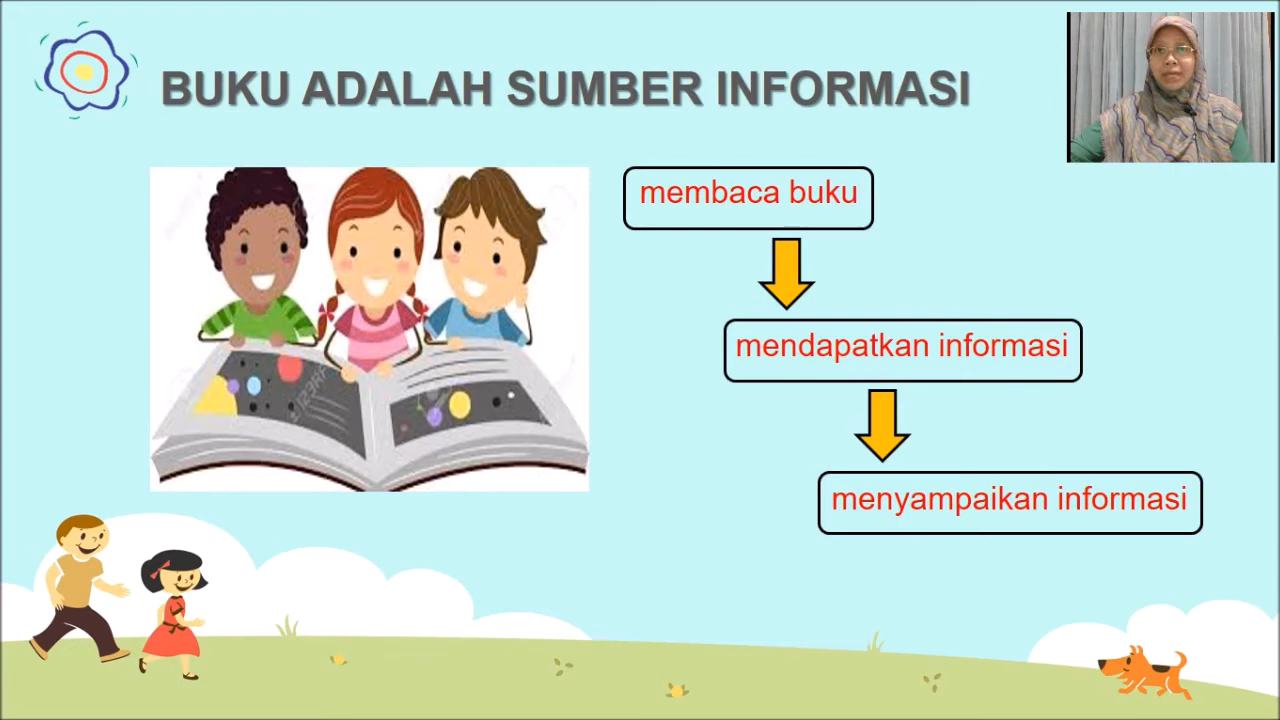 BUKU ADALAH SUMBER INFORMASI
membaca buku
mendapatkan informasi
menyampaikan informasi